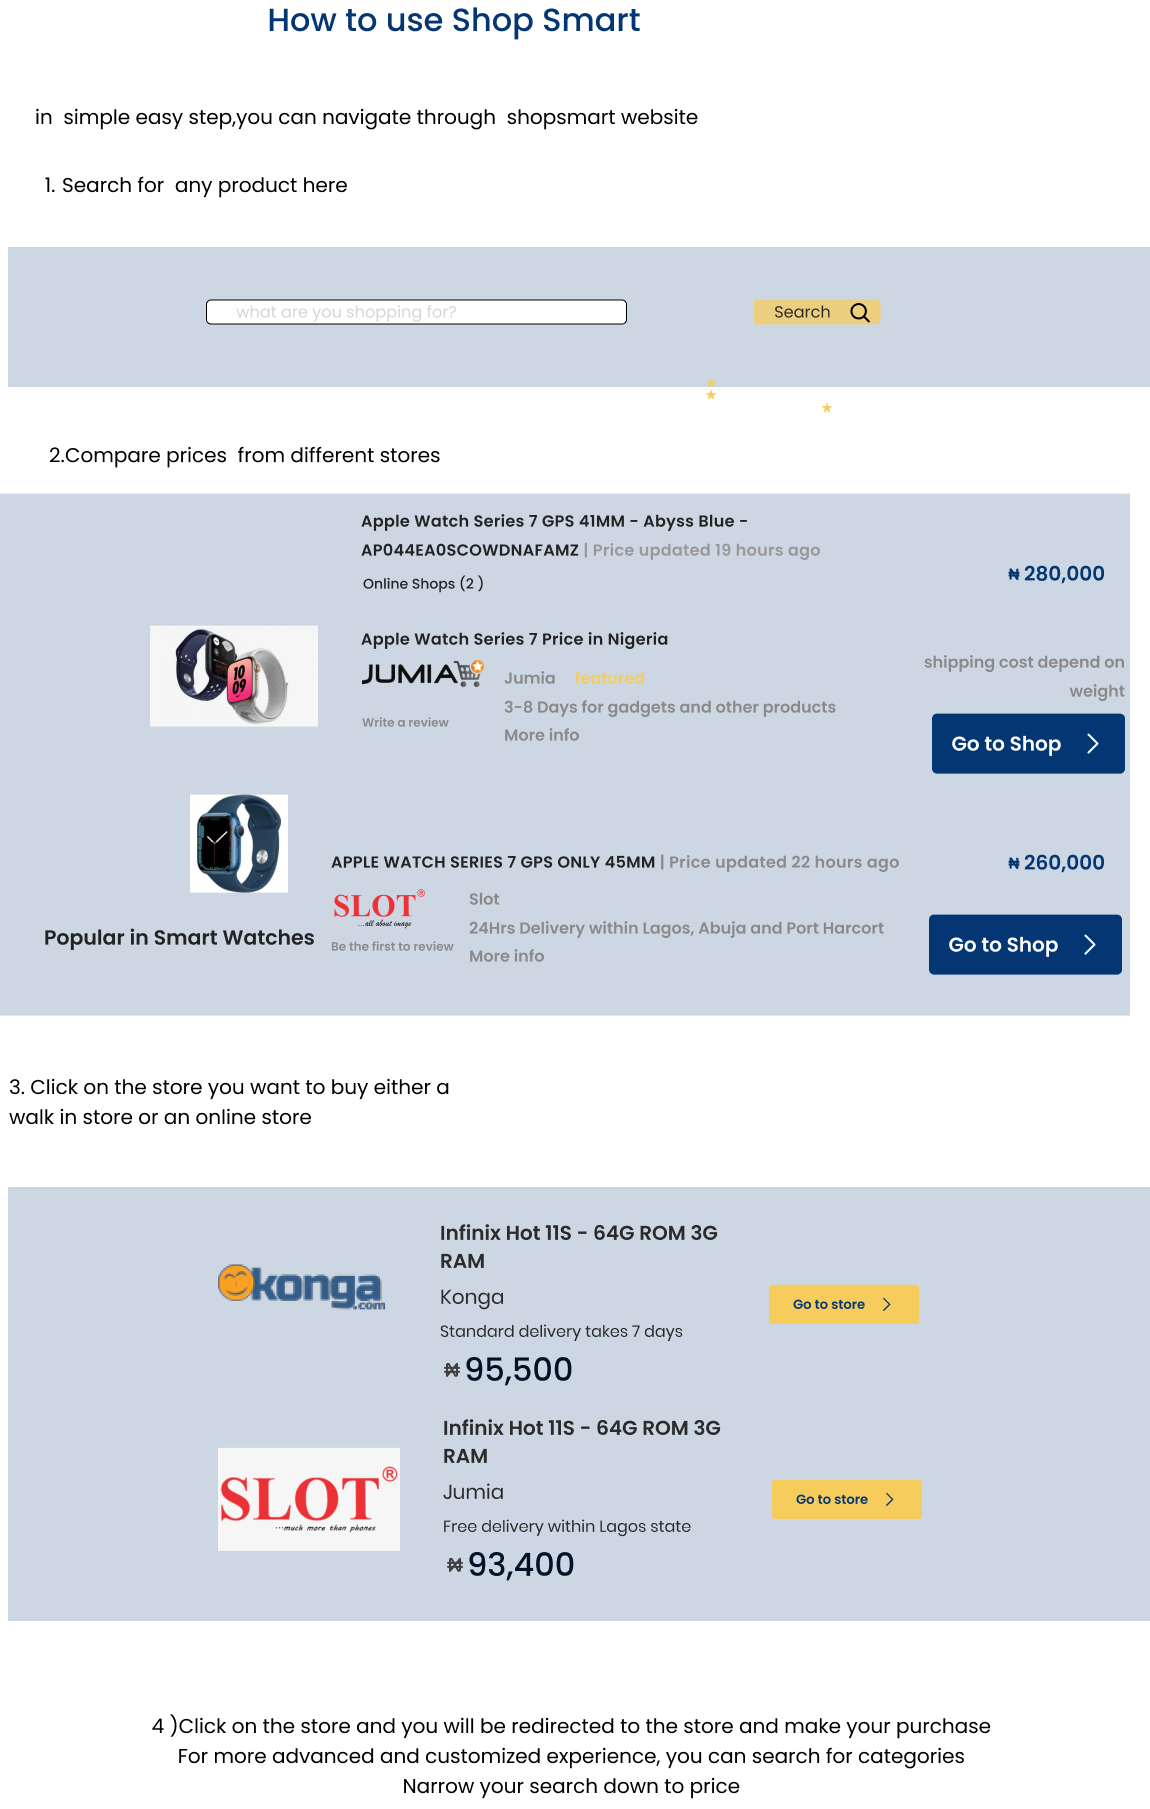 How to use Shop Smart
in simple easy step,you can navigate through shopsmart website
1. Search for any product here
what are you shopping for?
Search
2.Compare prices from different stores
Apple Watch Series 7 GPS 41MM - Abyss Blue -
AP044EA0SCOWDNAFAMZ | Price updated 19 hours ago
Online Shops (2 )
₦ 280,000
Apple Watch Series 7 Price in Nigeria
10
09
JUMIA
Jumia featured
3-8 Days for gadgets and other products
More info
Write a review
shipping cost depend on
weight
Go to Shop
APPLE WATCH SERIES 7 GPS ONLY 45MM | Price updated 22 hours ago
₦ 260,000
SLOT®
...all about image
Be the first to review
Slot
24Hrs Delivery within Lagos, Abuja and Port Harcort
More info
Popular in Smart Watches
Go to Shop
3. Click on the store you want to buy either a
walk in store or an online store
konga
.com
Infinix Hot 11S - 64G ROM 3G
RAM
Konga
Standard delivery takes 7 days
₦ 95,500
Go to store
SLOT®
...much more than phones
Infinix Hot 11S - 64G ROM 3G
RAM
Jumia
Free delivery within Lagos state
₦ 93,400
Go to store
4 )Click on the store and you will be redirected to the store and make your purchase
For more advanced and customized experience, you can search for categories
Narrow your search down to price